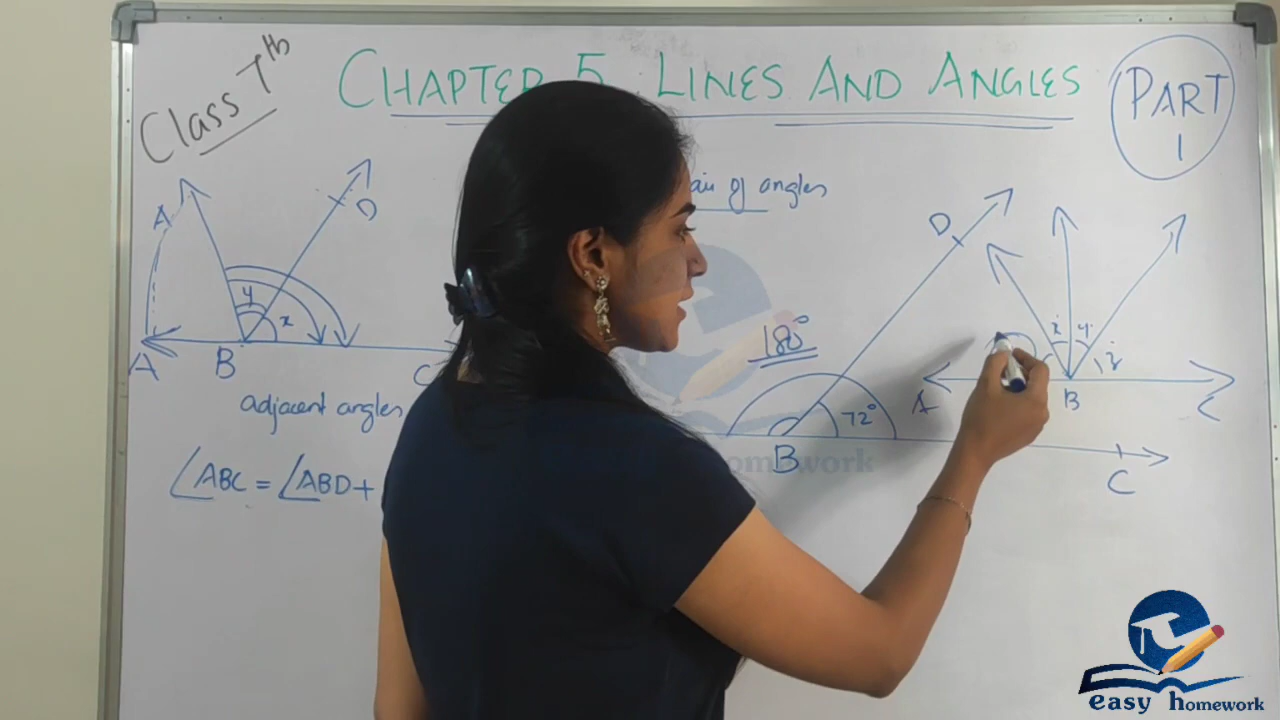 Class 7th
CHAPTER 5 LINES AND ANGLES
PART
1
of angles
A
D
y
x
A
B
C
adjacent angles
∠ABC = ∠ABD +
180°
D
72°
B
C
x
y
z
A
B
C
homework
easy homework